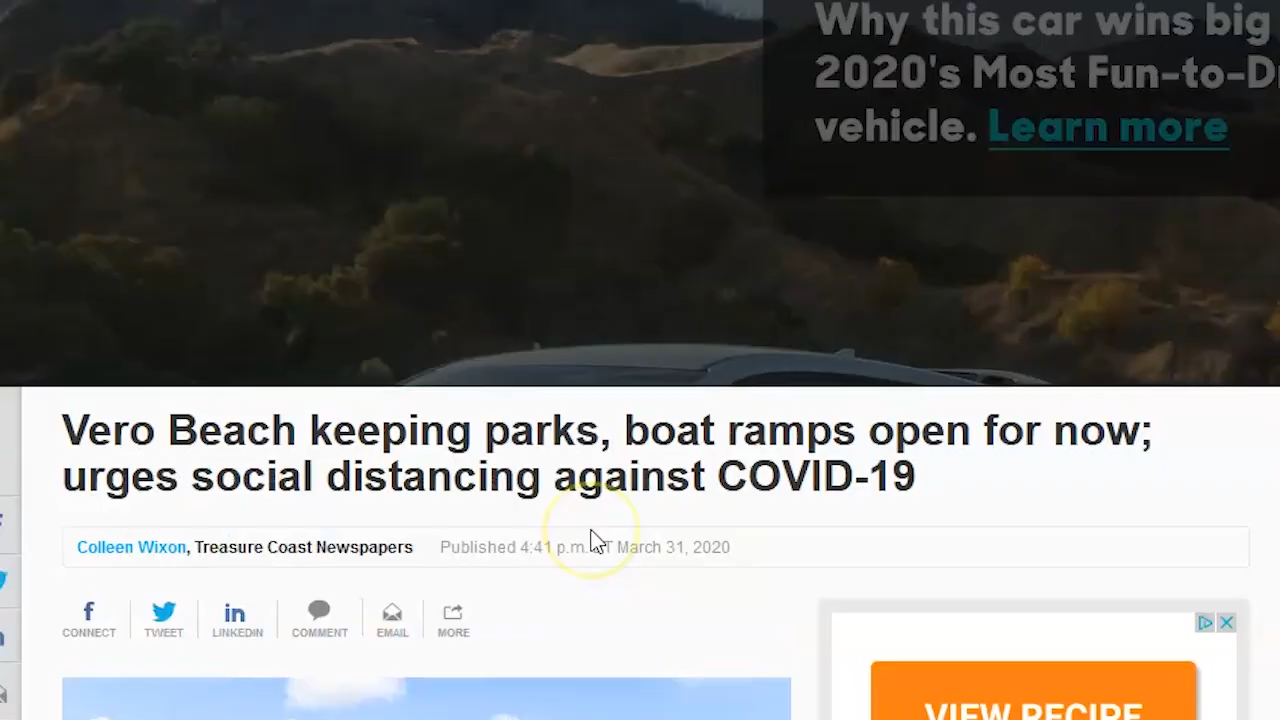 Why this car wins big
2020's Most Fun-to-D
vehicle. Learn more
Vero Beach keeping parks, boat ramps open for now;
urges social distancing against COVID-19
Colleen Wixon, Treasure Coast Newspapers Published 4:41 p.m. T March 31, 2020
CONNECT TWEET LINKEDIN COMMENT EMAIL MORE
VIEW RECIPE